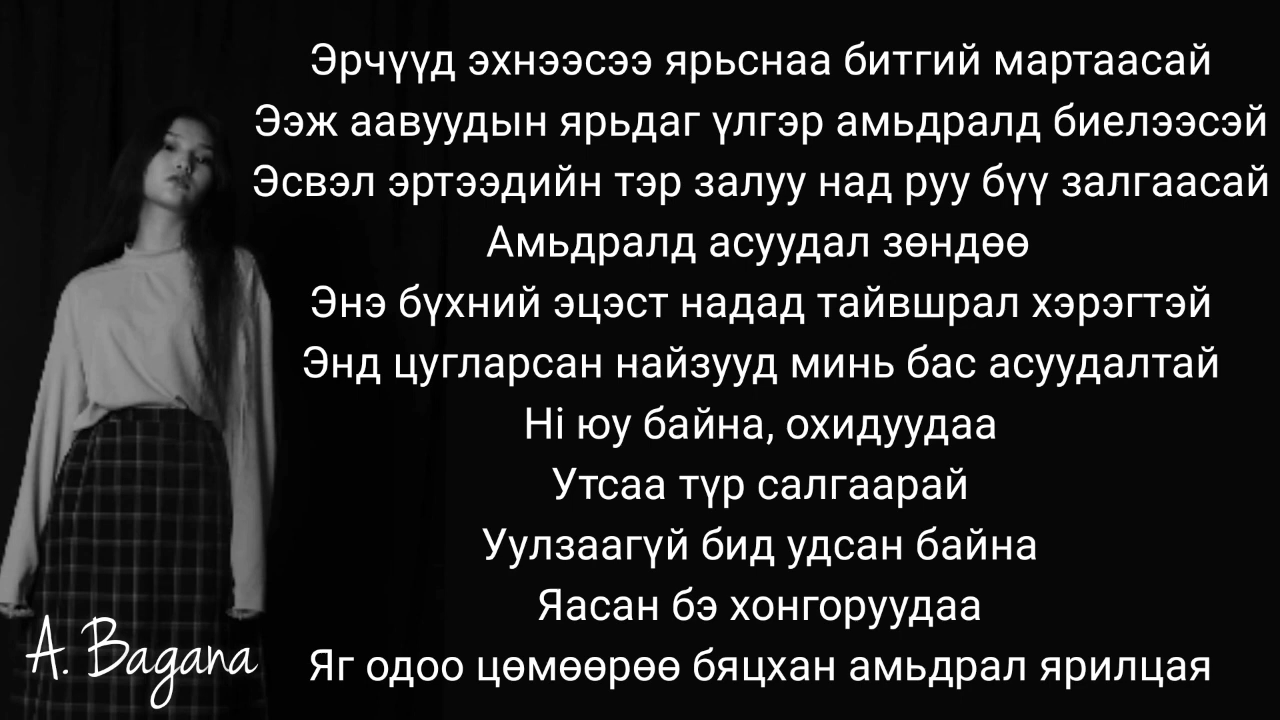 Эрчүүд эхнээсээ ярьснаа битгий мартаасай
Ээж аавуудын ярьдаг үлгэр амьдралд биелээсэй
Эсвэл эртээдийн тэр залуу над руу бүү залгаасай
Амьдралд асуудал зөндөө
Энэ бүхний эцэст надад тайвшрал хэрэгтэй
Энд цугларсан найзууд минь бас асуудалтай
Hi юу байна, охидуудаа
Утсаа түр салгаарай
Уулзаагүй бид удсан байна
Яасан бэ хонгоруудаа
Яг одоо цөмөөрөө бяцхан амьдрал ярилцая
A. Bagana